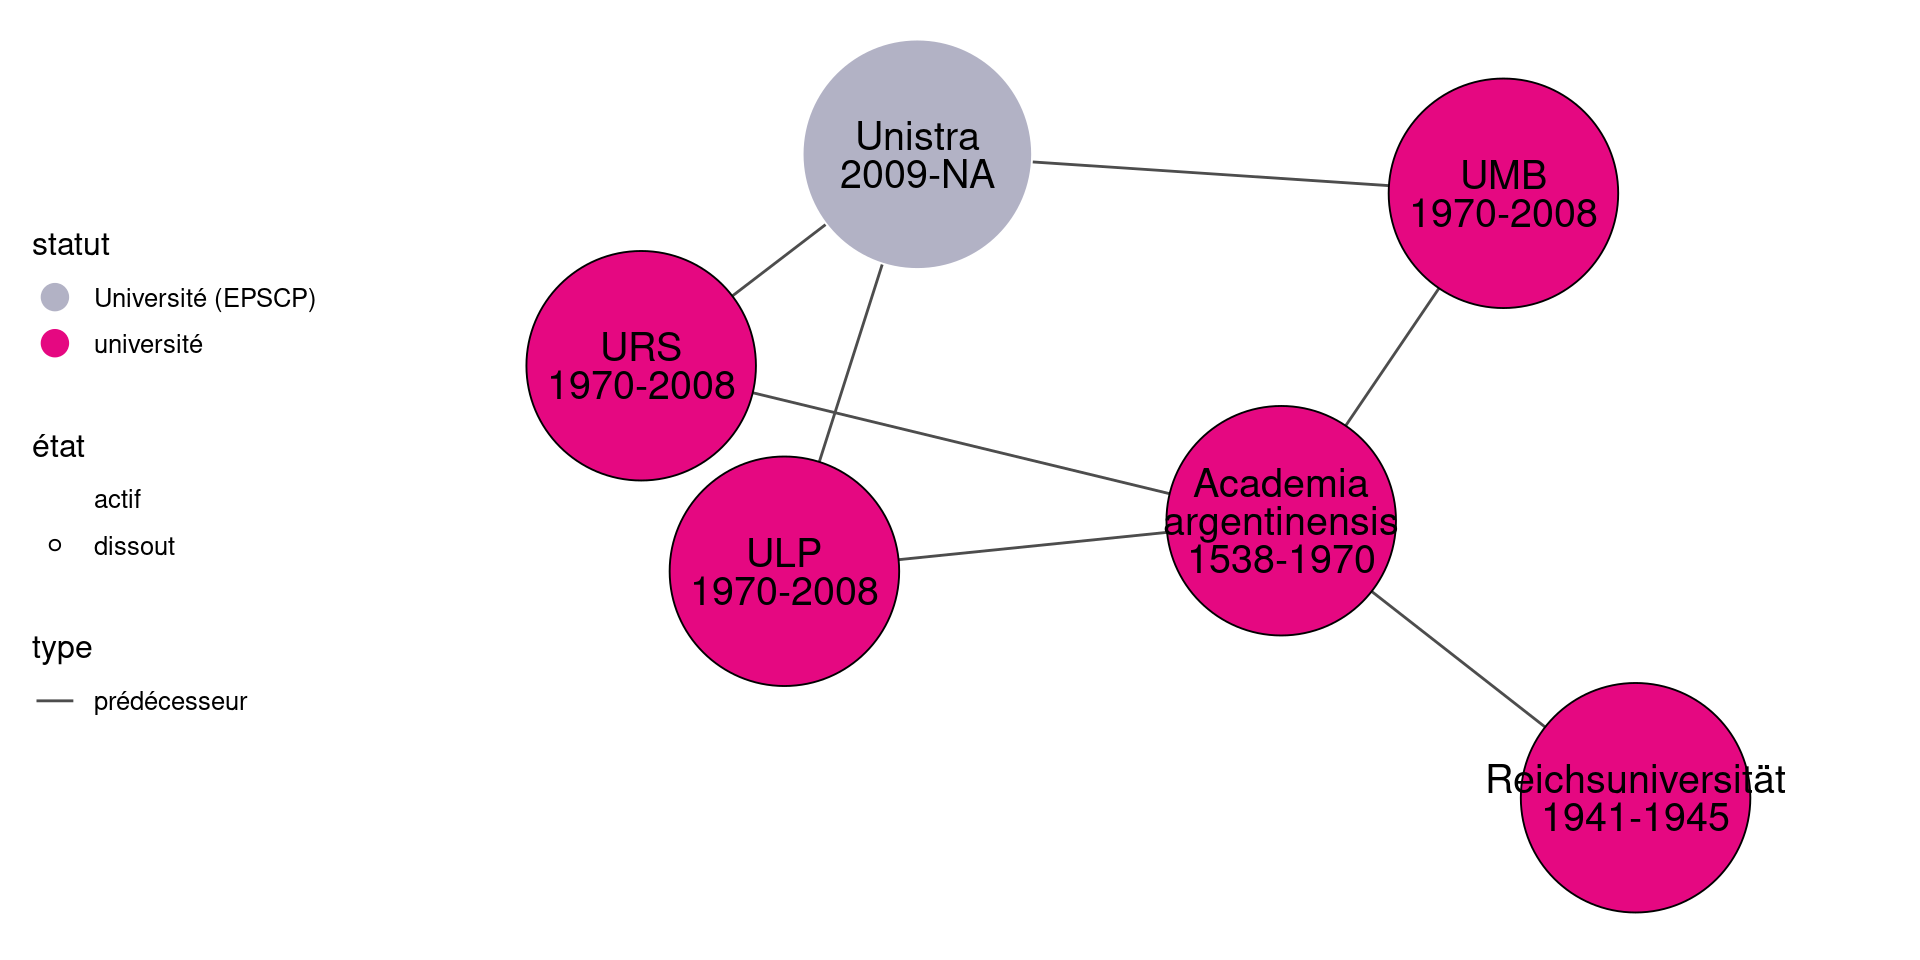 statut
Université (EPSCP)
université
état
actif
dissout
type
prédécesseur
Unistra
2009-NA
UMB
1970-2008
URS
1970-2008
Academia
argentinensis
1538-1970
ULP
1970-2008
Reichsuniversität
1941-1945